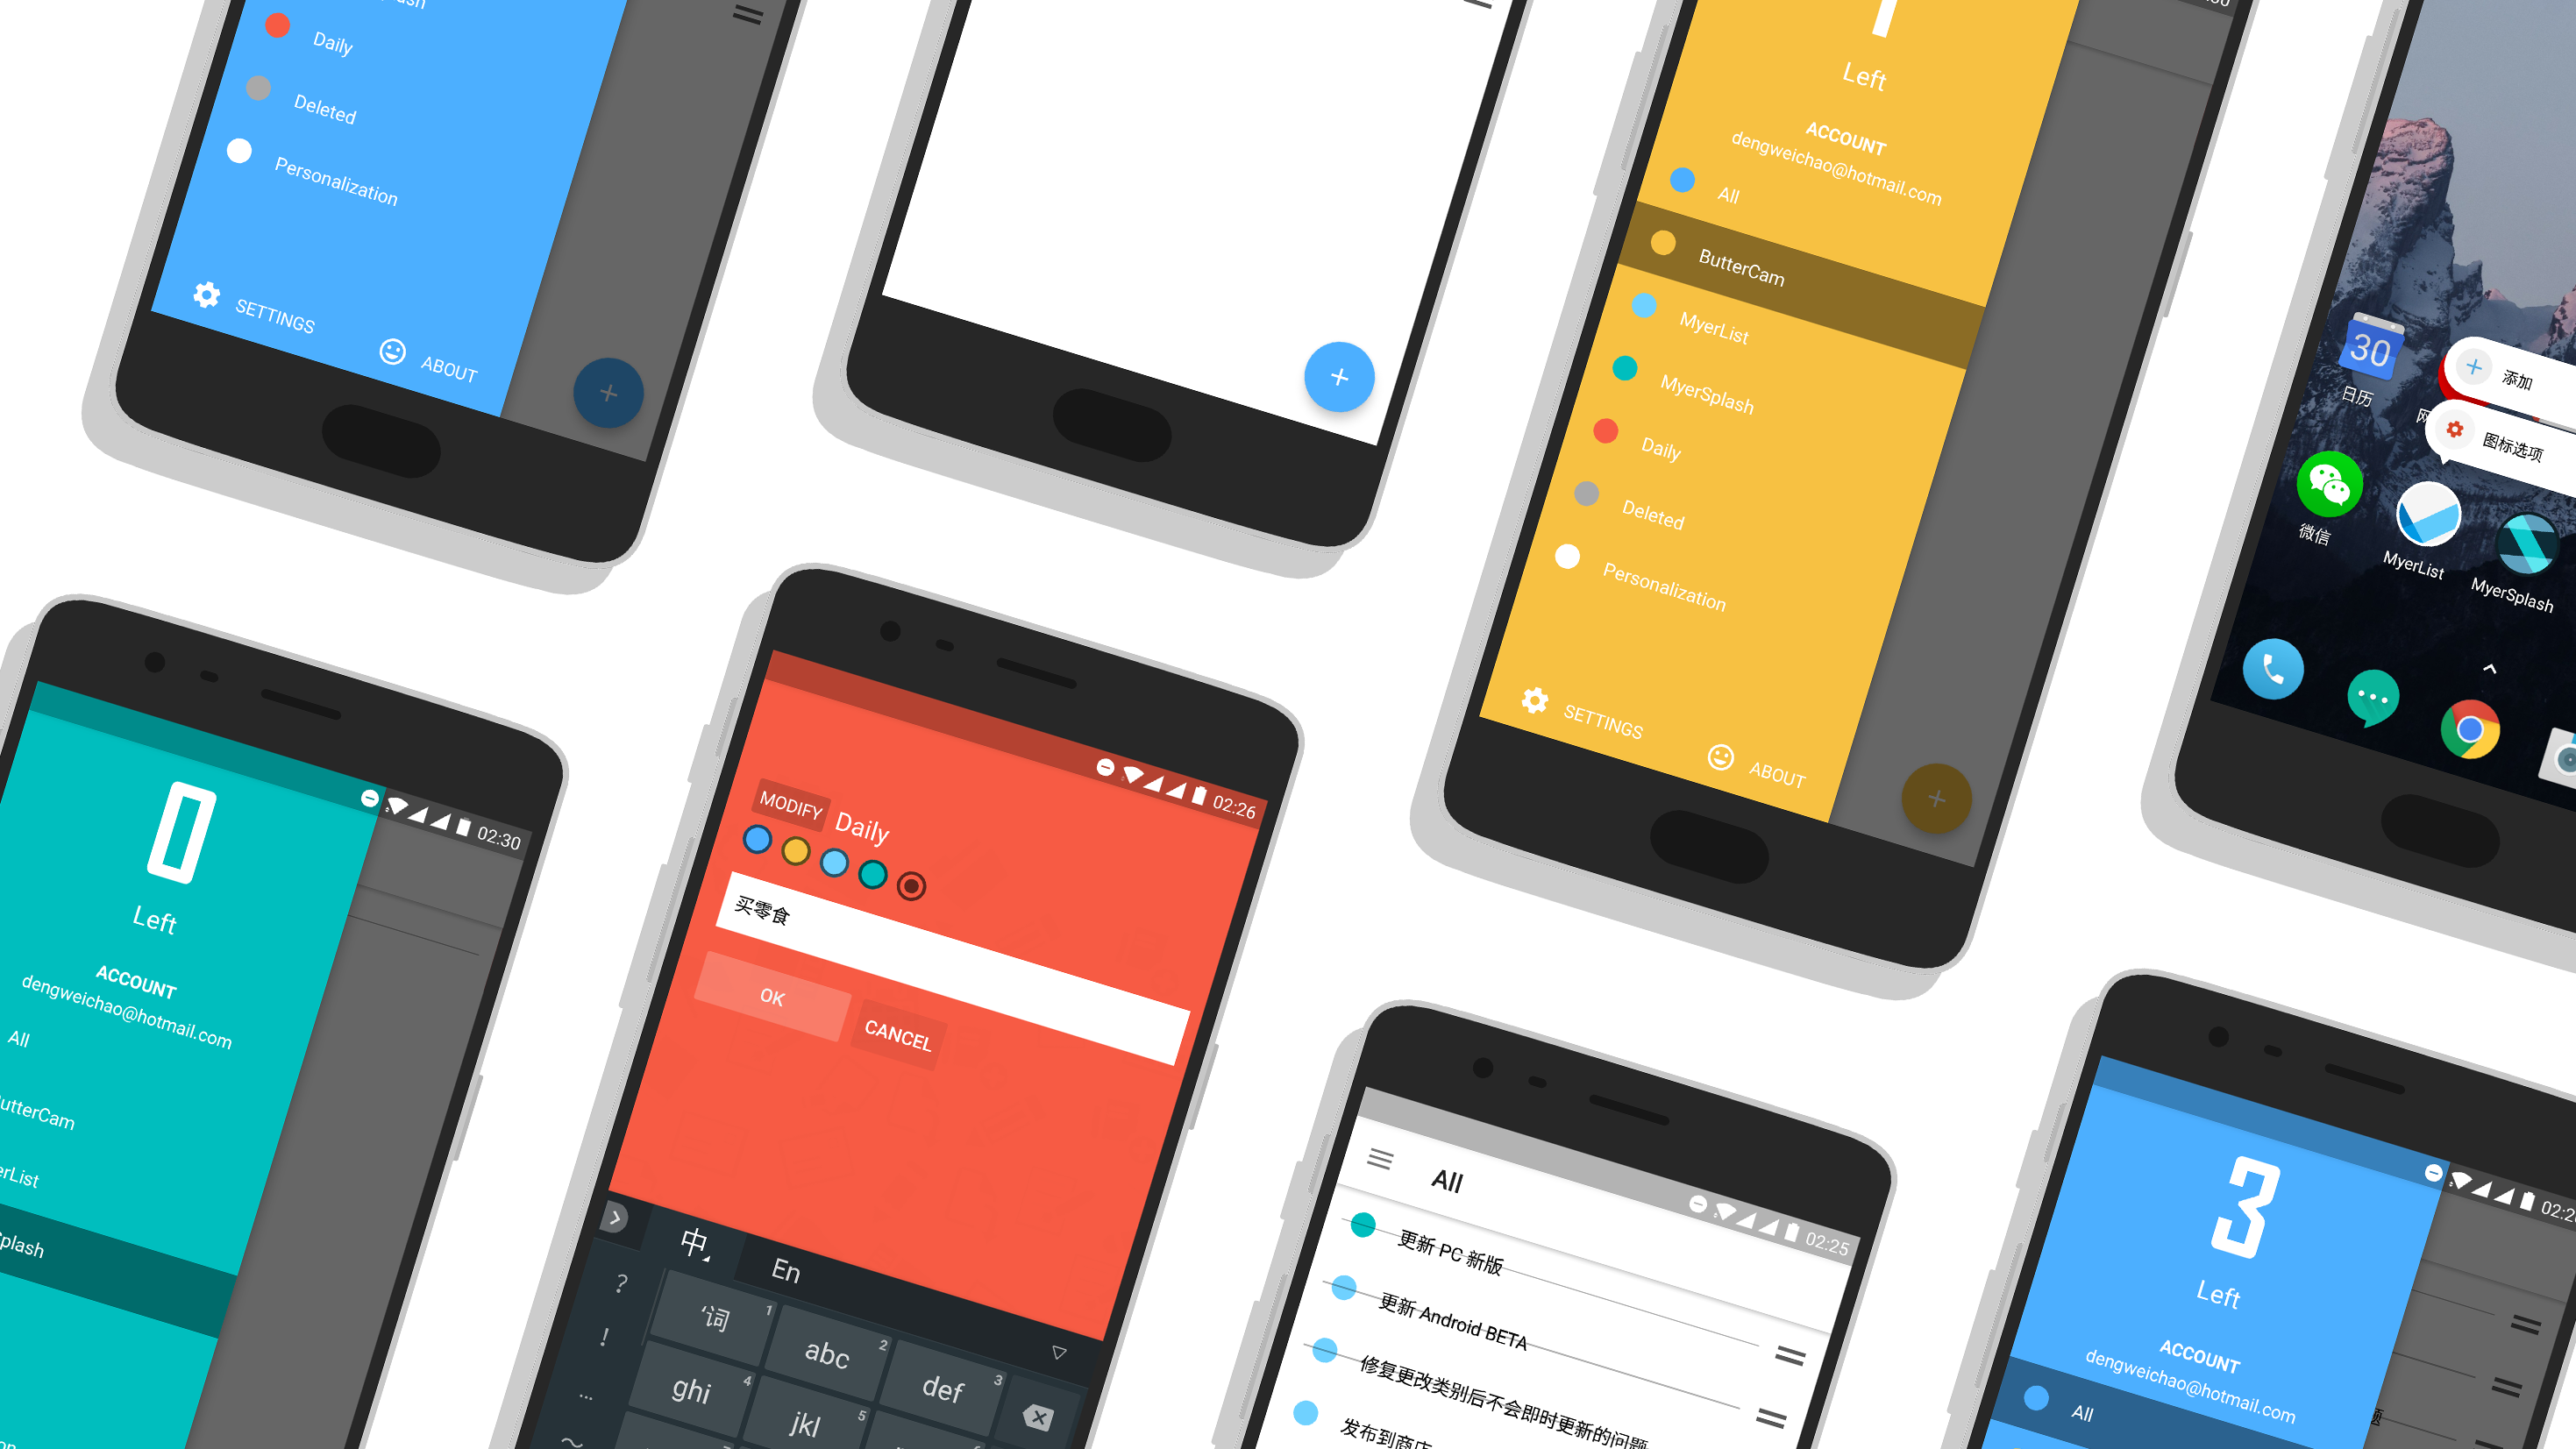 Daily
Deleted
Personalization
SETTINGS
ABOUT
Left
ACCOUNT
dengweichao@hotmail.com
All
ButterCam
MyerList
MyerSplash
Daily
Deleted
Personalization
SETTINGS
ABOUT
30
日历
添加
图标选项
微信
MyerList
MyerSplash
02:30
0
Left
ACCOUNT
dengweichao@hotmail.com
All
utterCam
erList
plash
02:26
MODIFY Daily
买零食
OK
CANCEL
中
En
?
!
...
~
'词 1
abc 2
def 3
ghi 4
jkl 5
02:25
All
更新 PC 新版
更新 Android BETA
修复更改类别后不会即时更新的问题
发布到商店
02:2
3
Left
ACCOUNT
dengweichao@hotmail.com
All